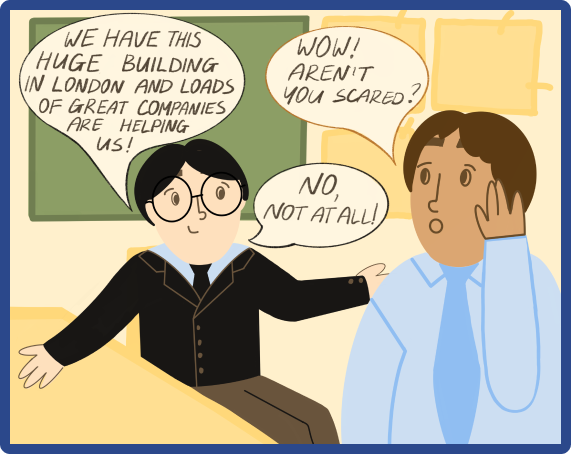 WE HAVE THIS
HUGE BUILDING
IN LONDON AND LOADS
OF GREAT COMPANIES
ARE HELPING
US!
WOW!
AREN'T
YOU SCARED?
NO,
NOT AT ALL!